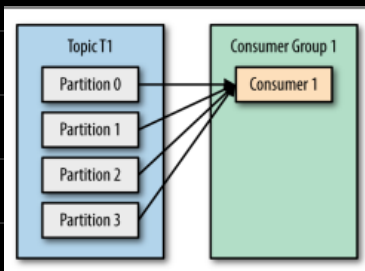 Topic T1
Partition 0
Partition 1
Partition 2
Partition 3
Consumer Group 1
Consumer 1